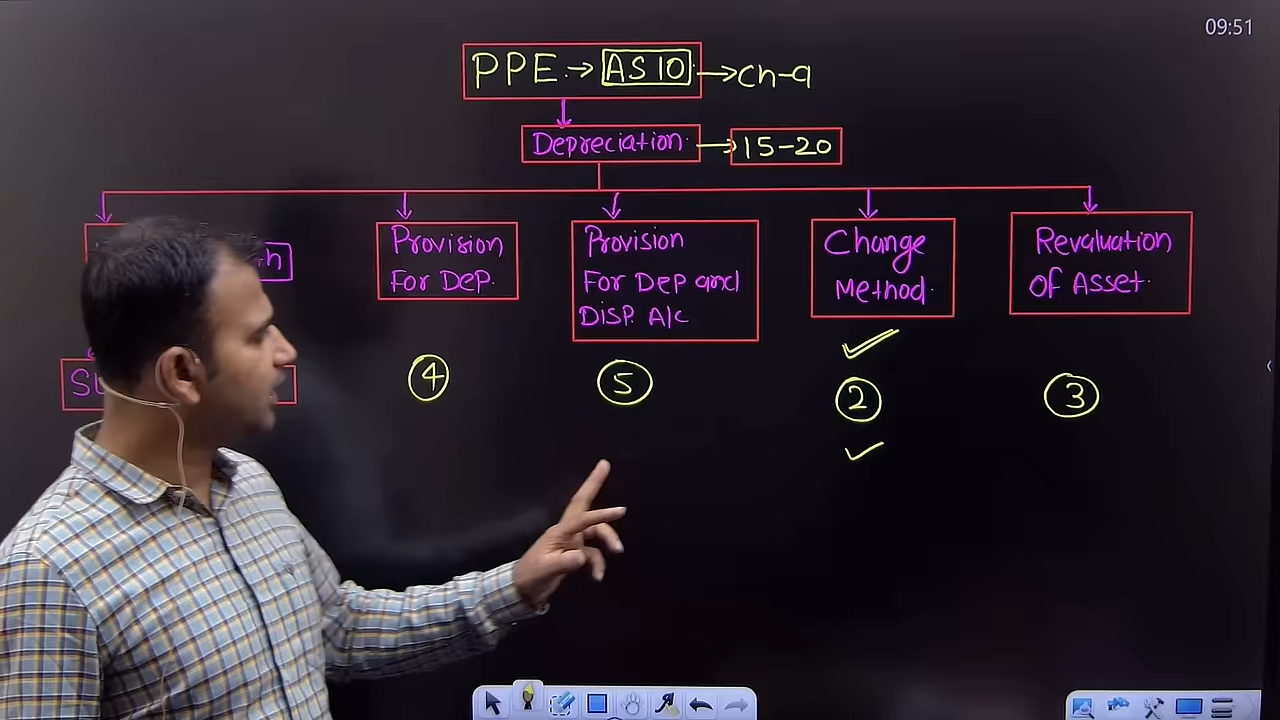 09:51
PPE → AS 10 → Ch-9
Depreciation → 15-20
Provision
For Dep.
Provision
For Dep and
Disp. A/c
Change
Method
Revaluation
Of Asset
4
5
2
3